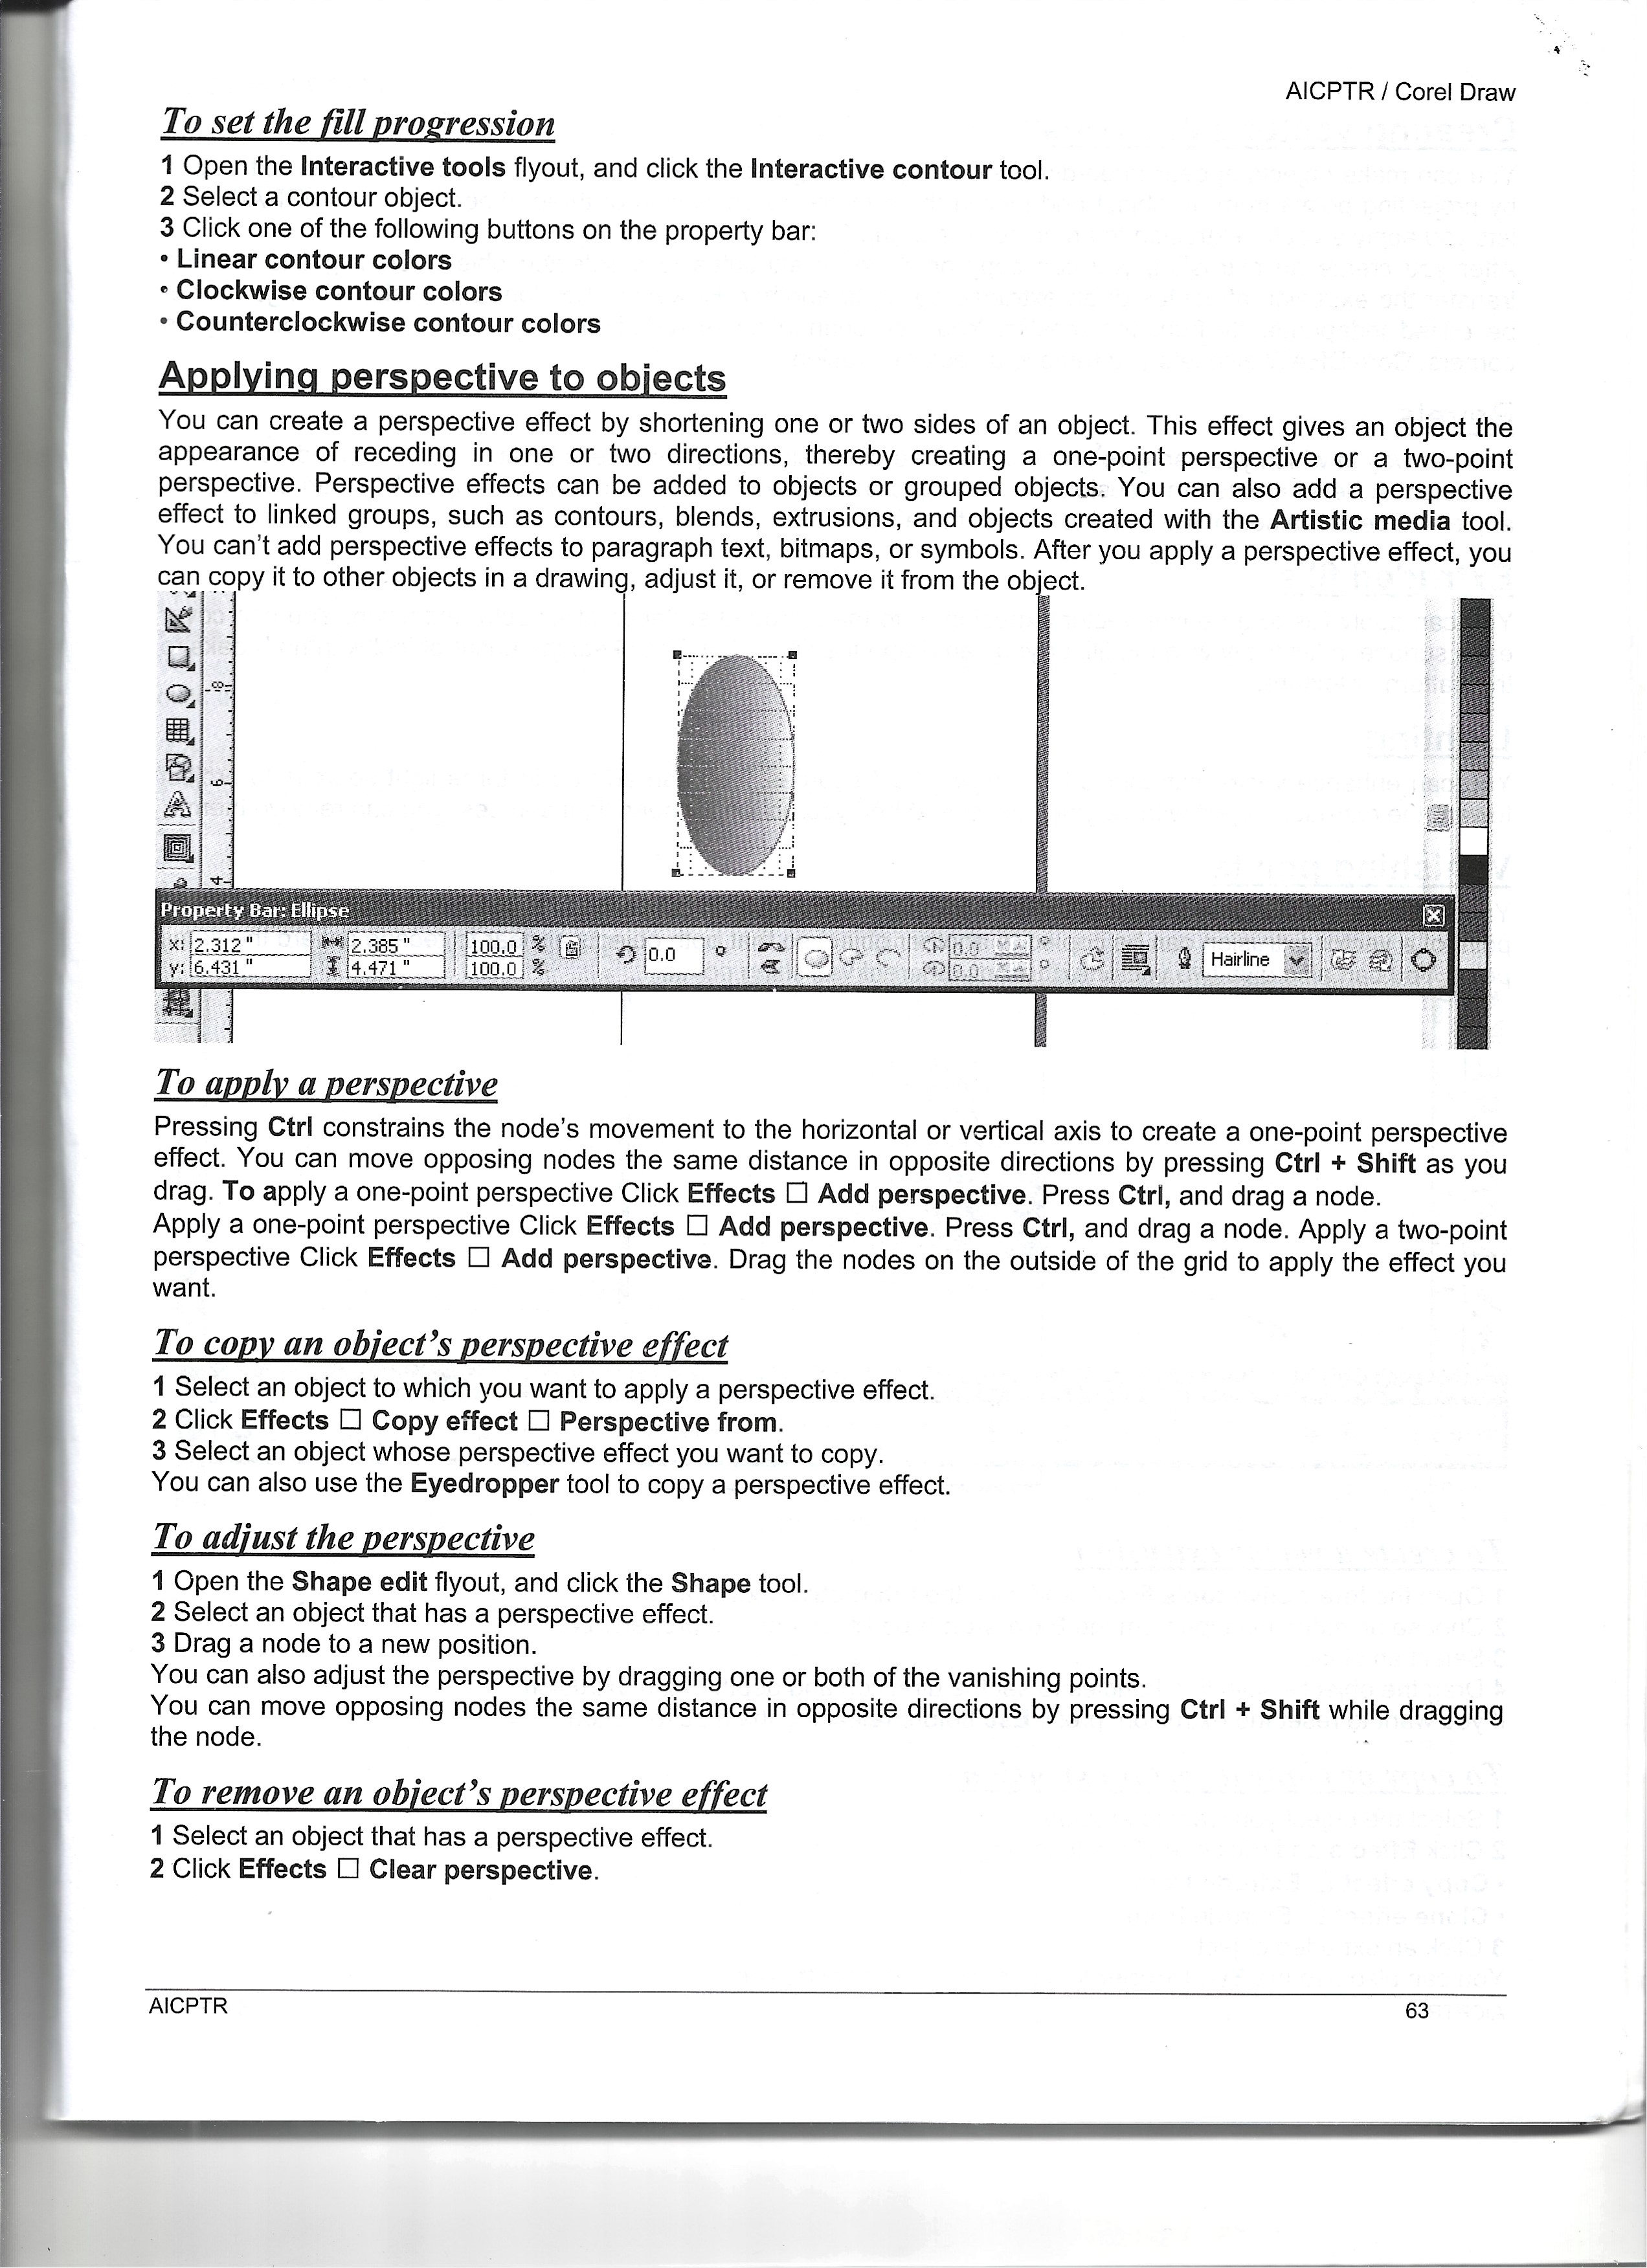 AICPTR / Corel Draw
To set the fill progression
1 Open the Interactive tools flyout, and click the Interactive contour tool.
2 Select a contour object.
3 Click one of the following buttons on the property bar:
• Linear contour colors
• Clockwise contour colors
• Counterclockwise contour colors
Applying perspective to objects
You can create a perspective effect by shortening one or two sides of an object. This effect gives an object the
appearance of receding in one or two directions, thereby creating a one-point perspective or a two-point
perspective. Perspective effects can be added to objects or grouped objects. You can also add a perspective
effect to linked groups, such as contours, blends, extrusions, and objects created with the Artistic media tool.
You can't add perspective effects to paragraph text, bitmaps, or symbols. After you apply a perspective effect, you
can copy it to other objects in a drawing, adjust it, or remove it from the object.
8
6
4
Property Bar: Ellipse
x: 2.312 " 2.385 " 100.0 % 0.0 ° 0.0 ° Hairline
y: 6.431 " 4.471 " 100.0 % 0.0 °
To apply a perspective
Pressing Ctrl constrains the node's movement to the horizontal or vertical axis to create a one-point perspective
effect. You can move opposing nodes the same distance in opposite directions by pressing Ctrl + Shift as you
drag. To apply a one-point perspective Click Effects □ Add perspective. Press Ctrl, and drag a node.
Apply a one-point perspective Click Effects □ Add perspective. Press Ctrl, and drag a node. Apply a two-point
perspective Click Effects □ Add perspective. Drag the nodes on the outside of the grid to apply the effect you
want.
To copy an object's perspective effect
1 Select an object to which you want to apply a perspective effect.
2 Click Effects □ Copy effect □ Perspective from.
3 Select an object whose perspective effect you want to copy.
You can also use the Eyedropper tool to copy a perspective effect.
To adjust the perspective
1 Open the Shape edit flyout, and click the Shape tool.
2 Select an object that has a perspective effect.
3 Drag a node to a new position.
You can also adjust the perspective by dragging one or both of the vanishing points.
You can move opposing nodes the same distance in opposite directions by pressing Ctrl + Shift while dragging
the node.
To remove an object's perspective effect
1 Select an object that has a perspective effect.
2 Click Effects □ Clear perspective.
AICPTR 63